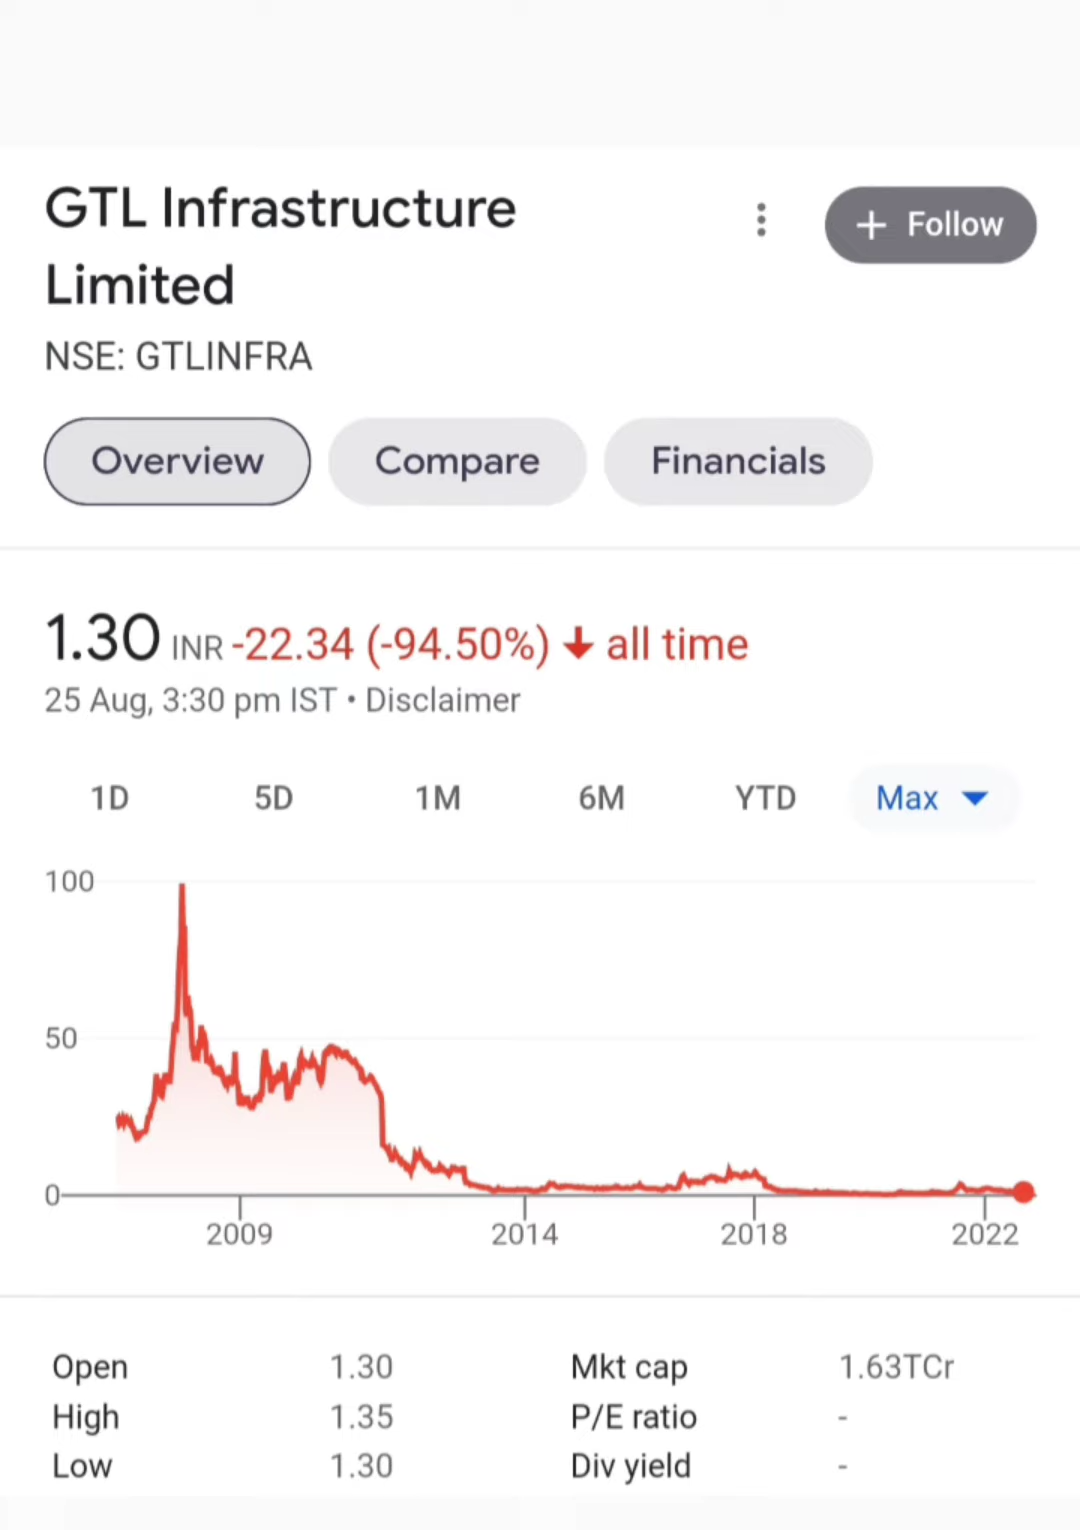 GTL Infrastructure
Limited
NSE: GTLINFRA
+ Follow
Overview Compare Financials
1.30 INR -22.34 (-94.50%) ↓ all time
25 Aug, 3:30 pm IST • Disclaimer
1D 5D 1M 6M YTD Max
100
50
0
2009 2014 2018 2022
Open 1.30 Mkt cap 1.63TCr
High 1.35 P/E ratio -
Low 1.30 Div yield -